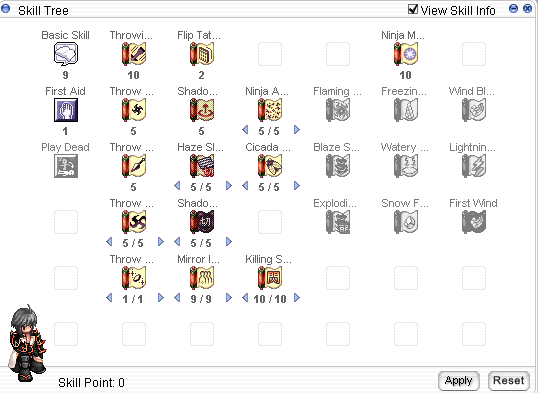 Skill Tree View Skill Info
Basic Skill Throwi... Flip Tat... Ninja M...
9 10 2 10
First Aid Throw ... Shado... Ninja A... Flaming ... Freezin... Wind Bl...
1 5 5 5 / 5
Play Dead Throw ... Haze Sl... Cicada ... Blaze S... Watery ... Lightnin...
5 5 / 5 5 / 5
Throw ... Shado... Explodi... Snow F... First Wind
5 / 5 5 / 5
Throw ... Mirror I... Killing S...
1 / 1 9 / 9 10 / 10
Skill Point: 0 Apply Reset